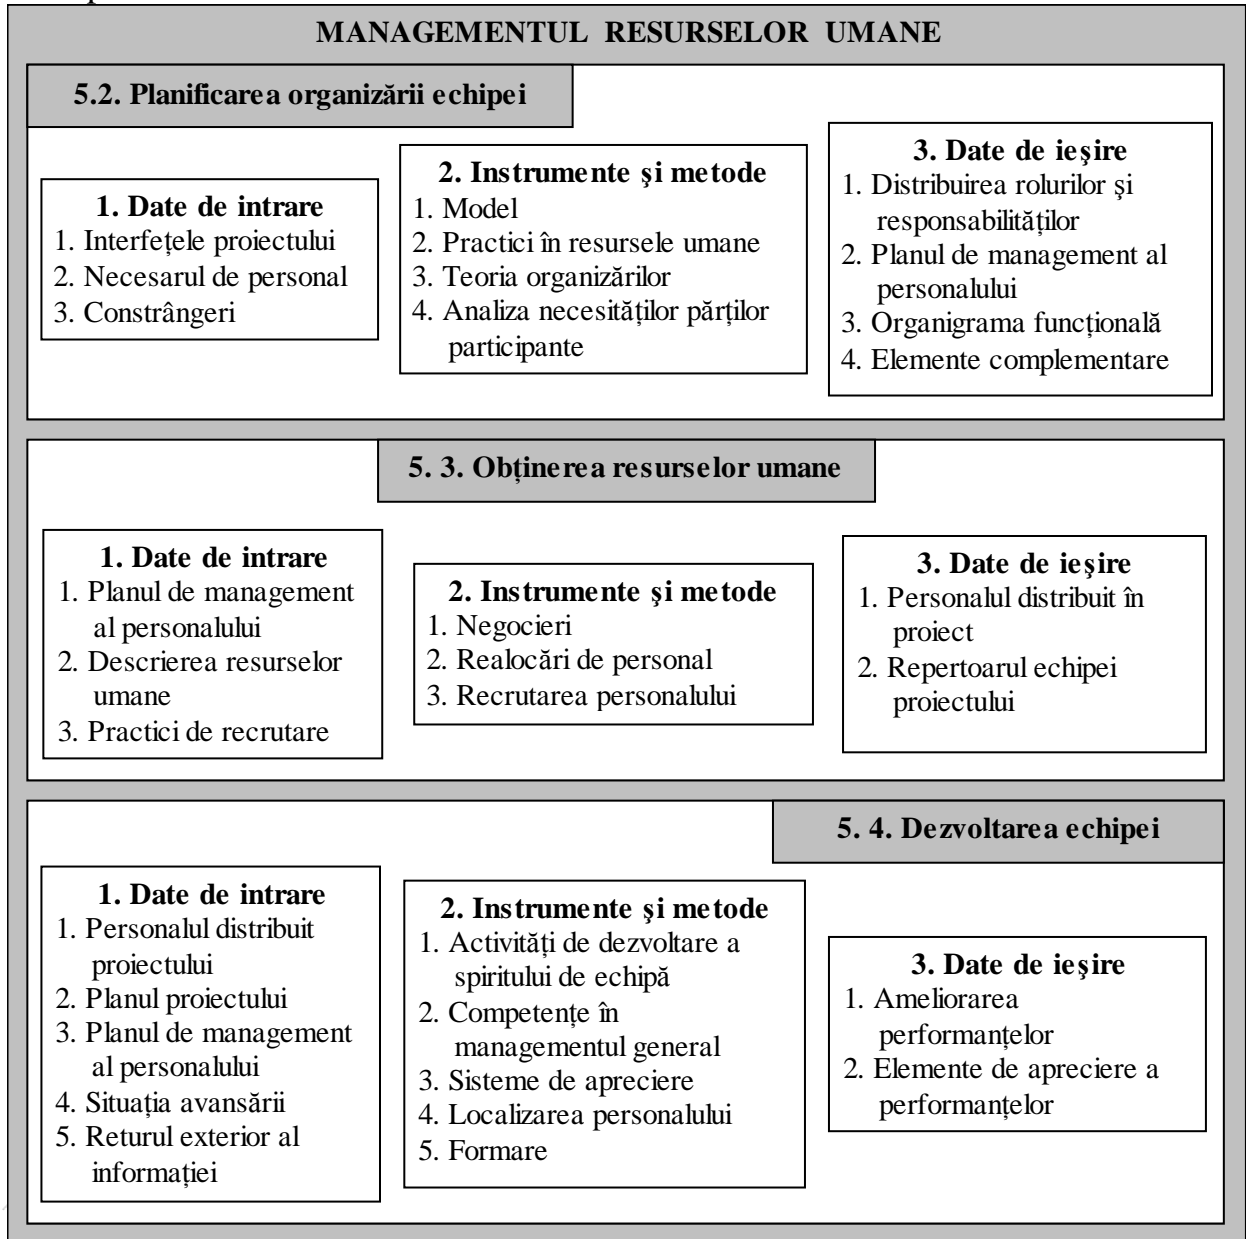 MANAGEMENTUL RESURSELOR UMANE
5.2. Planificarea organizării echipei
1. Date de intrare
1. Interfețele proiectului
2. Necesarul de personal
3. Constrângeri
2. Instrumente şi metode
1. Model
2. Practici în resursele umane
3. Teoria organizărilor
4. Analiza necesităților părților
participante
3. Date de ieşire
1. Distribuirea rolurilor şi
responsabilităților
2. Planul de management al
personalului
3. Organigrama funcțională
4. Elemente complementare
5. 3. Obținerea resurselor umane
1. Date de intrare
1. Planul de management
al personalului
2. Descrierea resurselor
umane
3. Practici de recrutare
2. Instrumente şi metode
1. Negocieri
2. Realocări de personal
3. Recrutarea personalului
3. Date de ieşire
1. Personalul distribuit în
proiect
2. Repertoarul echipei
proiectului
5. 4. Dezvoltarea echipei
1. Date de intrare
1. Personalul distribuit
proiectului
2. Planul proiectului
3. Planul de management
al personalului
4. Situația avansării
5. Returul exterior al
informației
2. Instrumente şi metode
1. Activități de dezvoltare a
spiritului de echipă
2. Competențe în
managementul general
3. Sisteme de apreciere
4. Localizarea personalului
5. Formare
3. Date de ieşire
1. Ameliorarea
performanțelor
2. Elemente de apreciere a
performanțelor